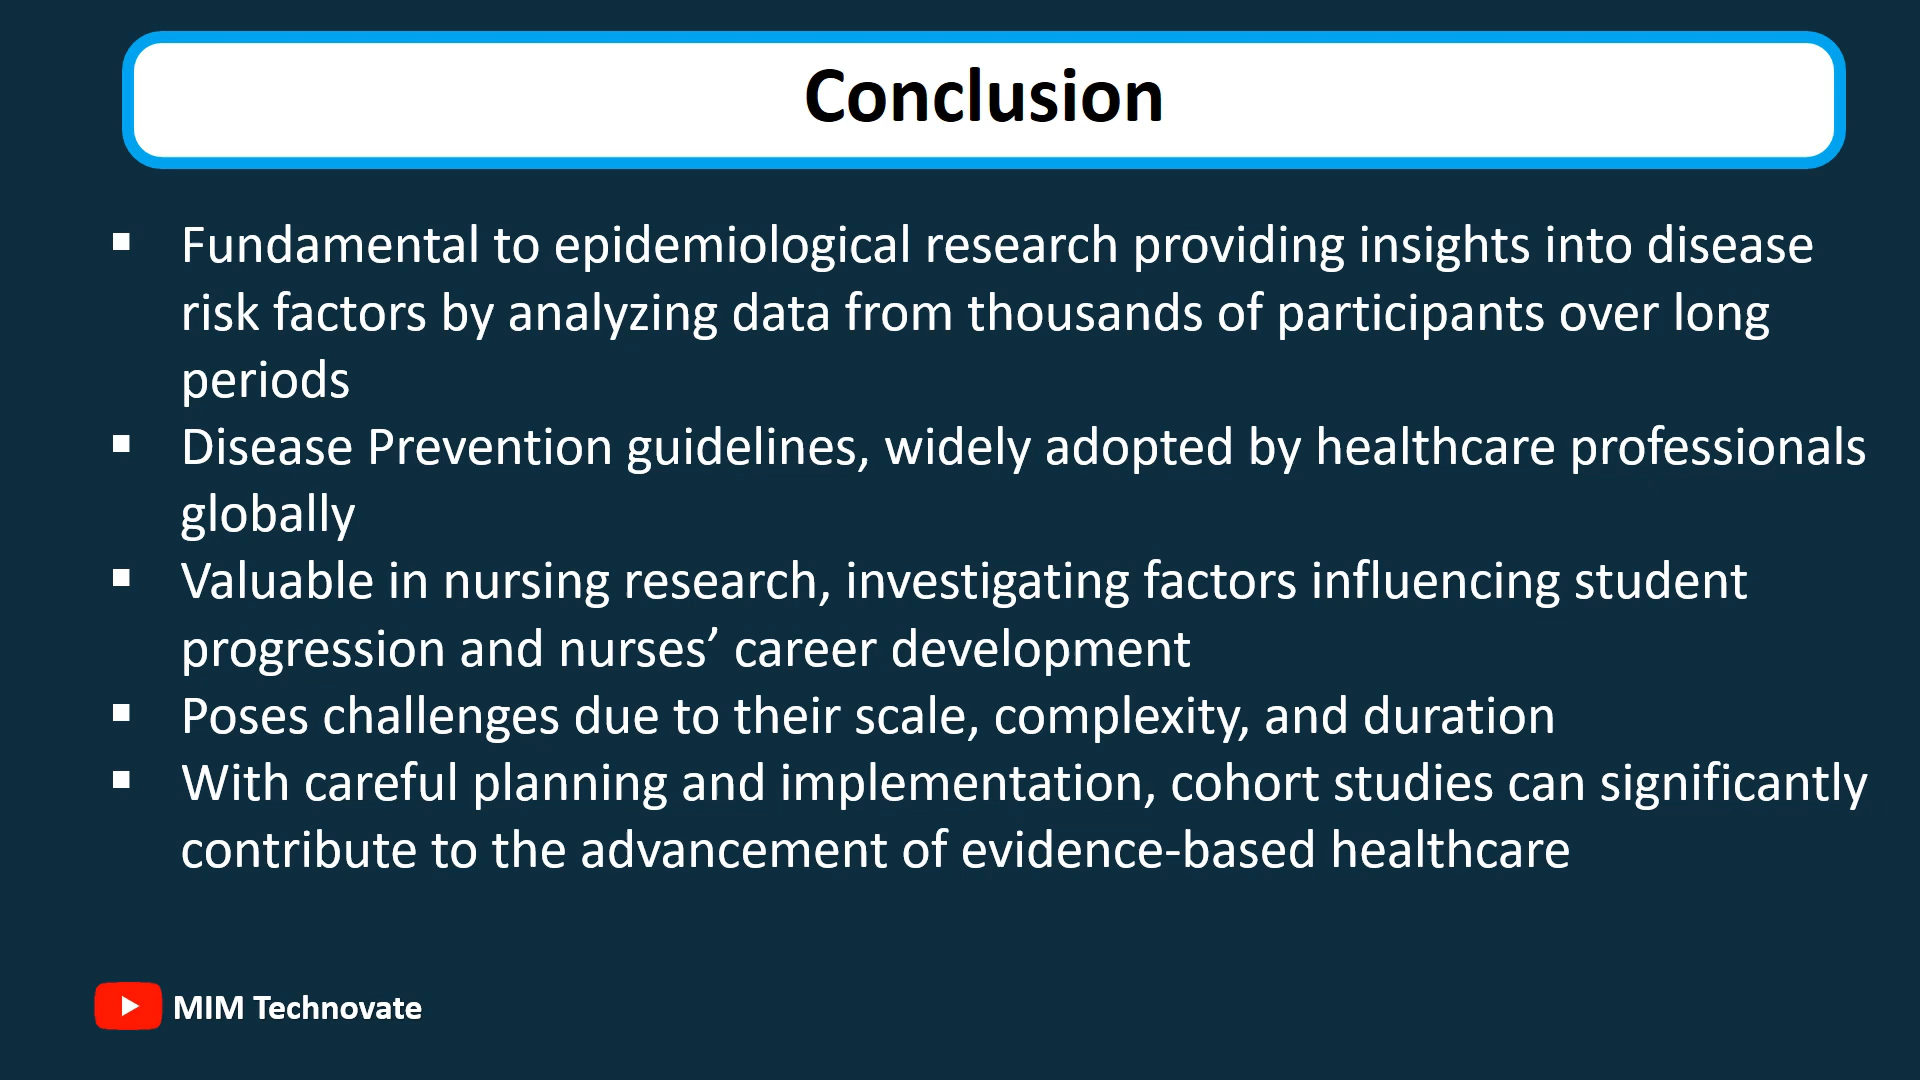 Conclusion
▪ Fundamental to epidemiological research providing insights into disease
risk factors by analyzing data from thousands of participants over long
periods
▪ Disease Prevention guidelines, widely adopted by healthcare professionals
globally
▪ Valuable in nursing research, investigating factors influencing student
progression and nurses’ career development
▪ Poses challenges due to their scale, complexity, and duration
▪ With careful planning and implementation, cohort studies can significantly
contribute to the advancement of evidence-based healthcare
MIM Technovate